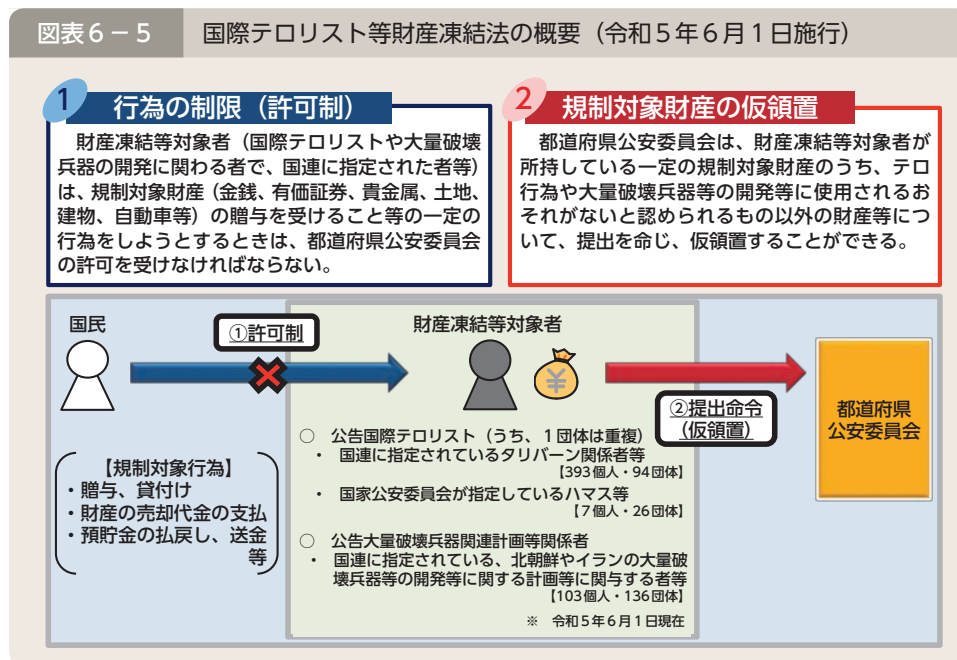 図表6-5 国際テロリスト等財産凍結法の概要（令和5年6月1日施行）
1 行為の制限（許可制）
財産凍結等対象者（国際テロリストや大量破壊
兵器の開発に関わる者で、国連に指定された者等）
は、規制対象財産（金銭、有価証券、貴金属、土地、
建物、自動車等）の贈与を受けること等の一定の
行為をしようとするときは、都道府県公安委員会
の許可を受けなければならない。
2 規制対象財産の仮領置
都道府県公安委員会は、財産凍結等対象者が
所持している一定の規制対象財産のうち、テロ
行為や大量破壊兵器等の開発等に使用されるお
それがないと認められるもの以外の財産等につ
いて、提出を命じ、仮領置することができる。
国民
①許可制
【規制対象行為】
・贈与、貸付け
・財産の売却代金の支払
・預貯金の払戻し、送金
等
財産凍結等対象者
¥
○ 公告国際テロリスト（うち、1団体は重複）
・ 国連に指定されているタリバーン関係者等
【393個人・94団体】
・ 国家公安委員会が指定しているハマス等
【7個人・26団体】
○ 公告大量破壊兵器関連計画等関係者
・ 国連に指定されている、北朝鮮やイランの大量破
壊兵器等の開発等に関する計画等に関与する者等
【103個人・136団体】
※ 令和5年6月1日現在
②提出命令
（仮領置）
都道府県
公安委員会